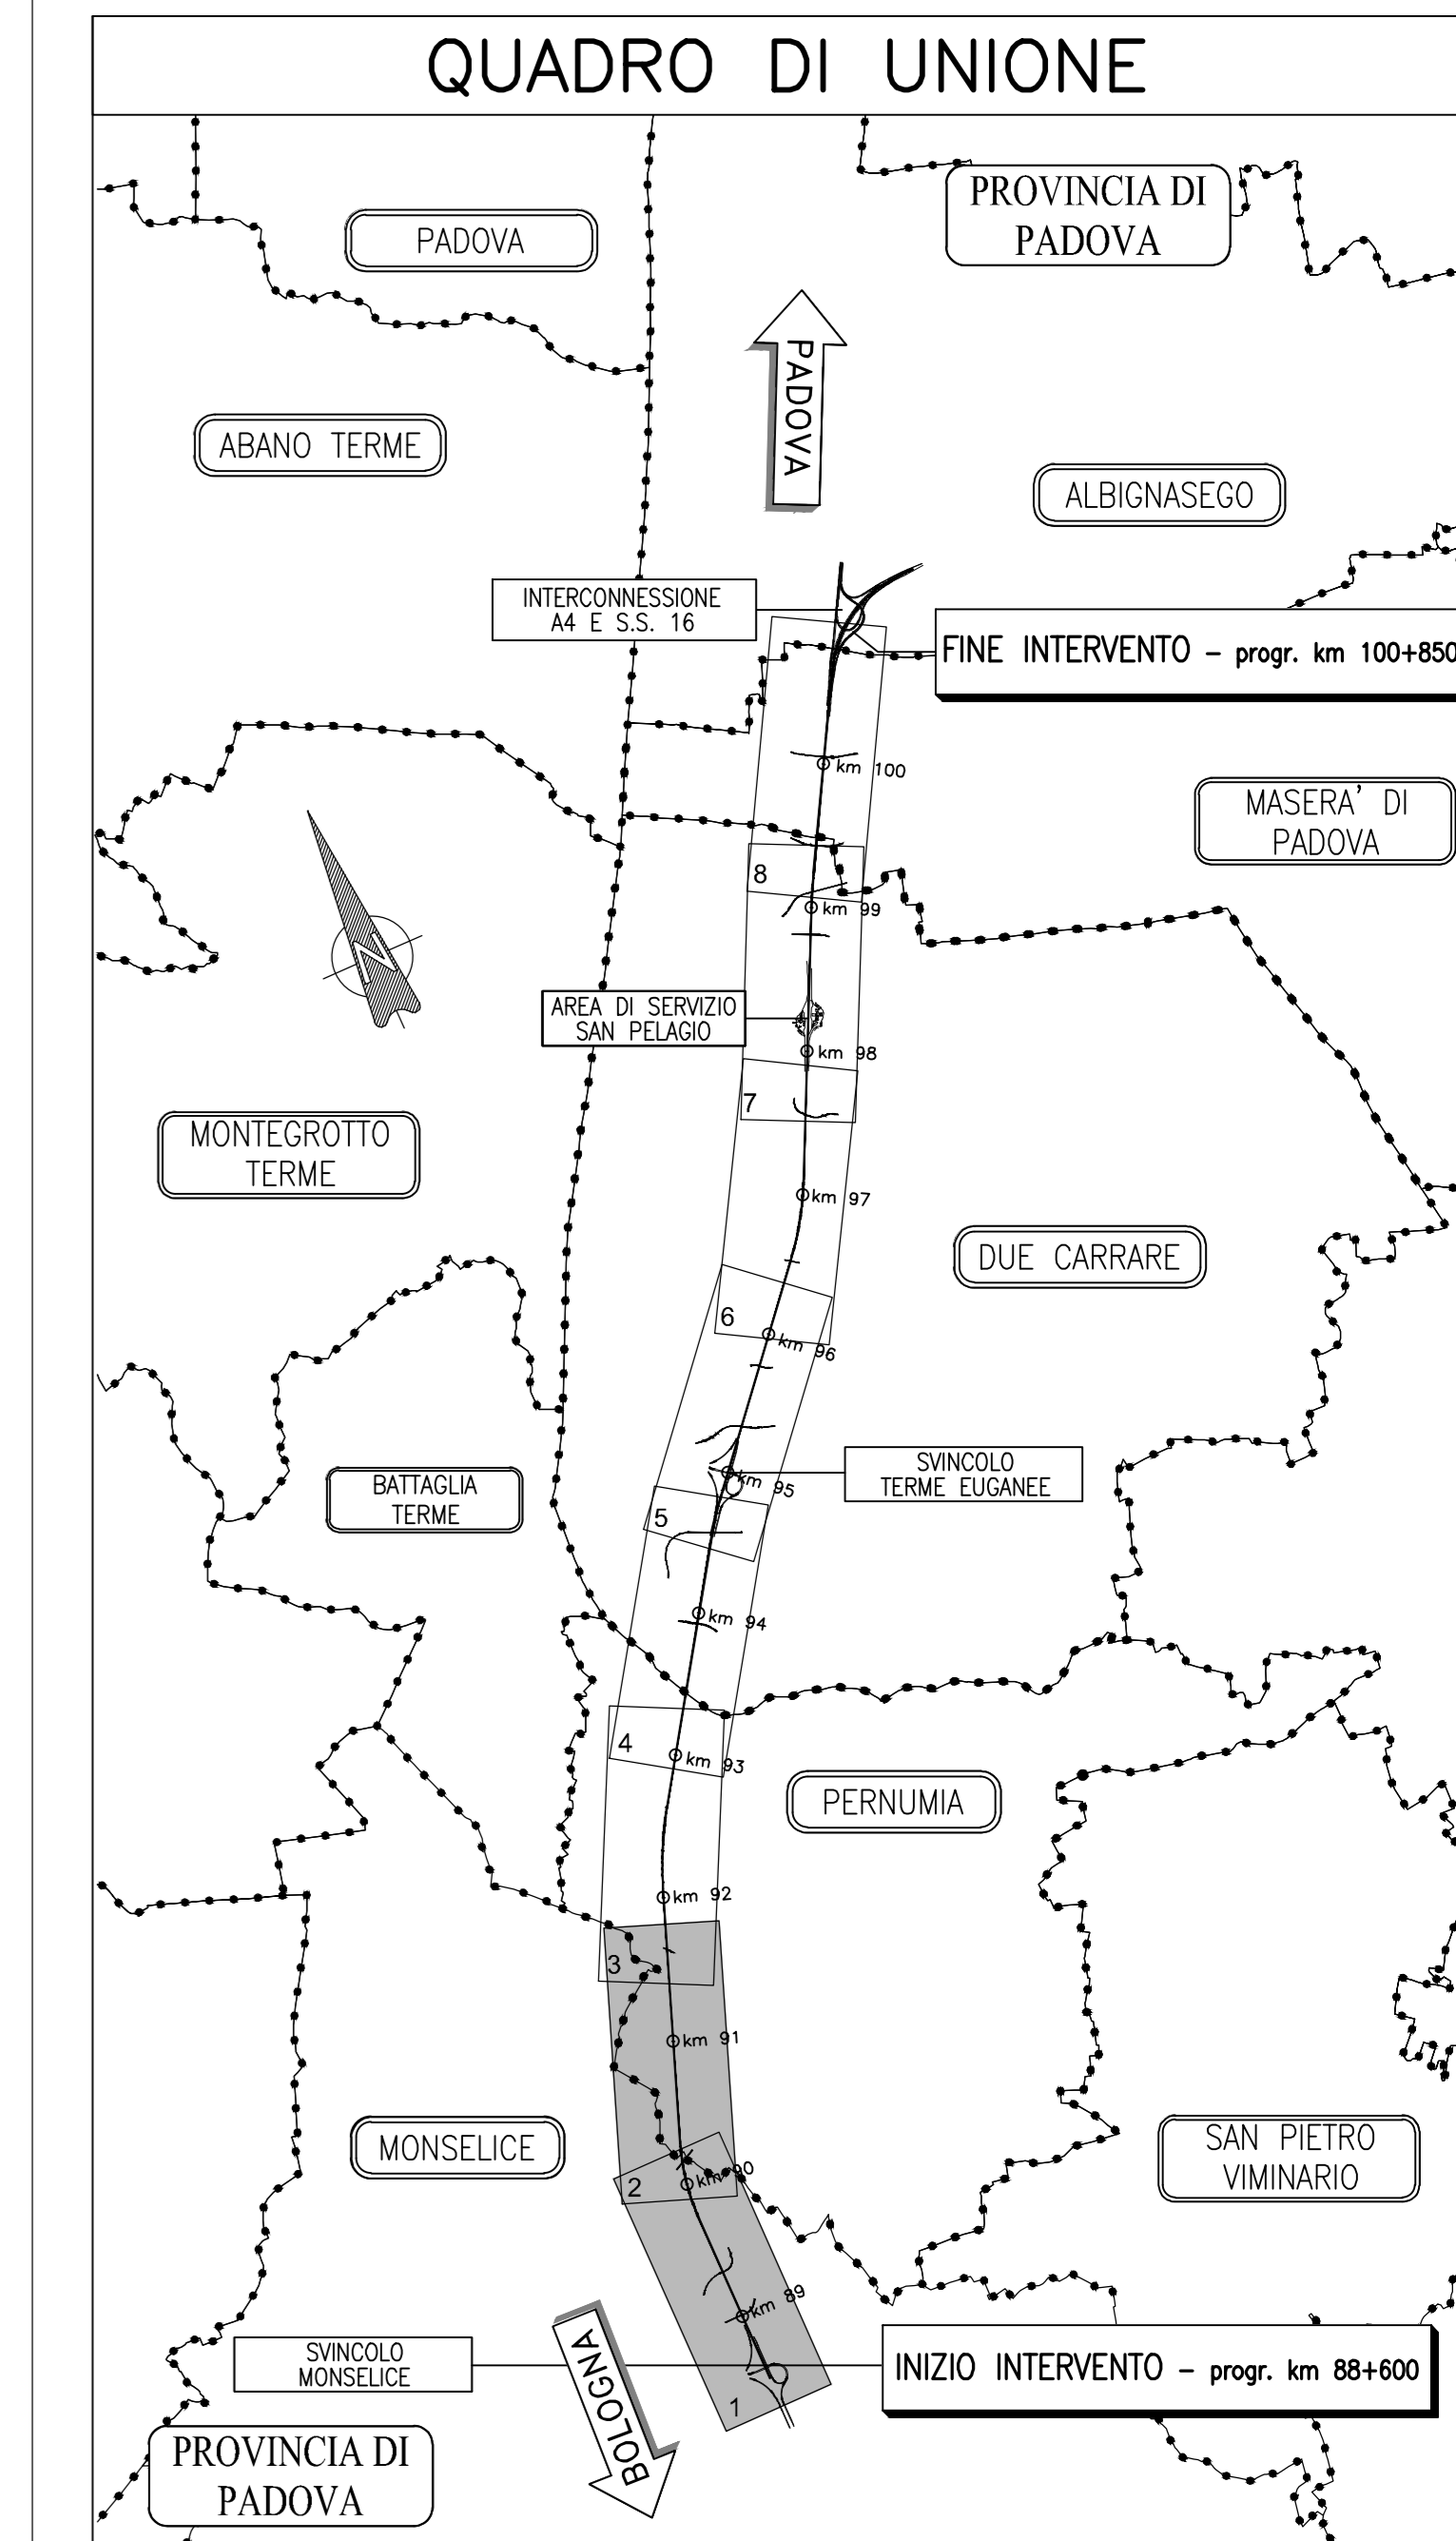 QUADRO DI UNIONE
PROVINCIA DI
PADOVA
PADOVA
PADOVA
ABANO TERME
ALBIGNASEGO
INTERCONNESSIONE
A4 E S.S. 16
FINE INTERVENTO – progr. km 100+850
km 100
MASERA' DI
PADOVA
8
km 99
N
AREA DI SERVIZIO
SAN PELAGIO
km 98
7
MONTEGROTTO
TERME
km 97
DUE CARRARE
6
km 96
SVINCOLO
TERME EUGANEE
km 95
BATTAGLIA
TERME
5
km 94
4
km 93
PERNUMIA
km 92
3
km 91
MONSELICE
SAN PIETRO
VIMINARIO
2
km 90
km 89
SVINCOLO
MONSELICE
BOLOGNA
INIZIO INTERVENTO – progr. km 88+600
1
PROVINCIA DI
PADOVA